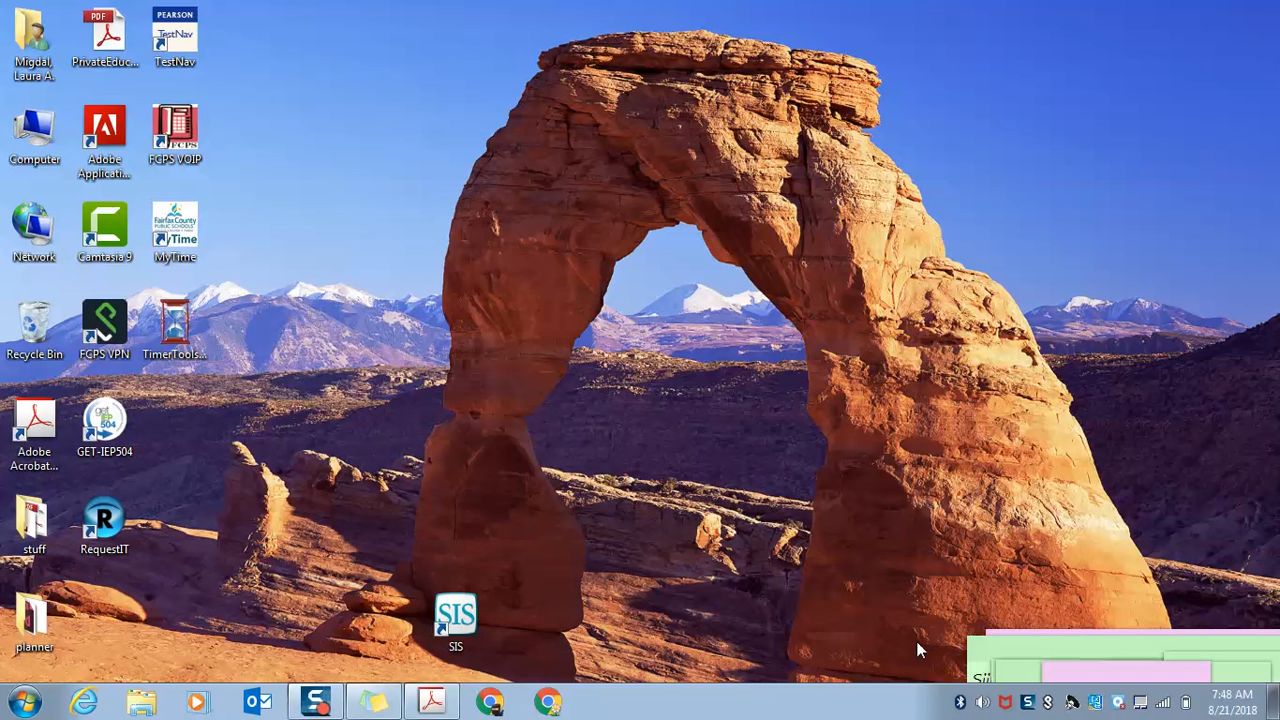 Migdal,
Laura A.
PDF
PrivateEduc...
PEARSON
TestNav
TestNav
Computer
Adobe
Applicati...
FCPS
FCPS VOIP
Network
Camtasia 9
Fairfax County
PUBLIC SCHOOLS
MyTime
Recycle Bin
FCPS VPN
TimerTools...
Adobe
Acrobat...
get
IEP
504
GET-IEP504
stuff
R
RequestIT
planner
SIS
SIS
7:48 AM
8/21/2018